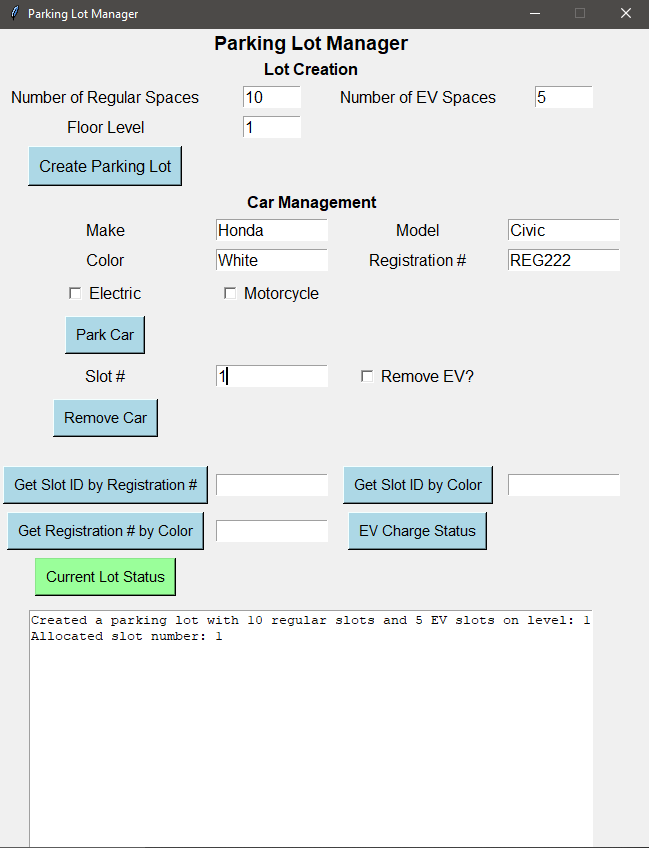 Parking Lot Manager
Parking Lot Manager
Lot Creation
Number of Regular Spaces 10 Number of EV Spaces 5
Floor Level 1
Create Parking Lot
Car Management
Make Honda Model Civic
Color White Registration # REG222
Electric Motorcycle
Park Car
Slot # 1 Remove EV?
Remove Car
Get Slot ID by Registration # Get Slot ID by Color
Get Registration # by Color EV Charge Status
Current Lot Status
Created a parking lot with 10 regular slots and 5 EV slots on level: 1
Allocated slot number: 1